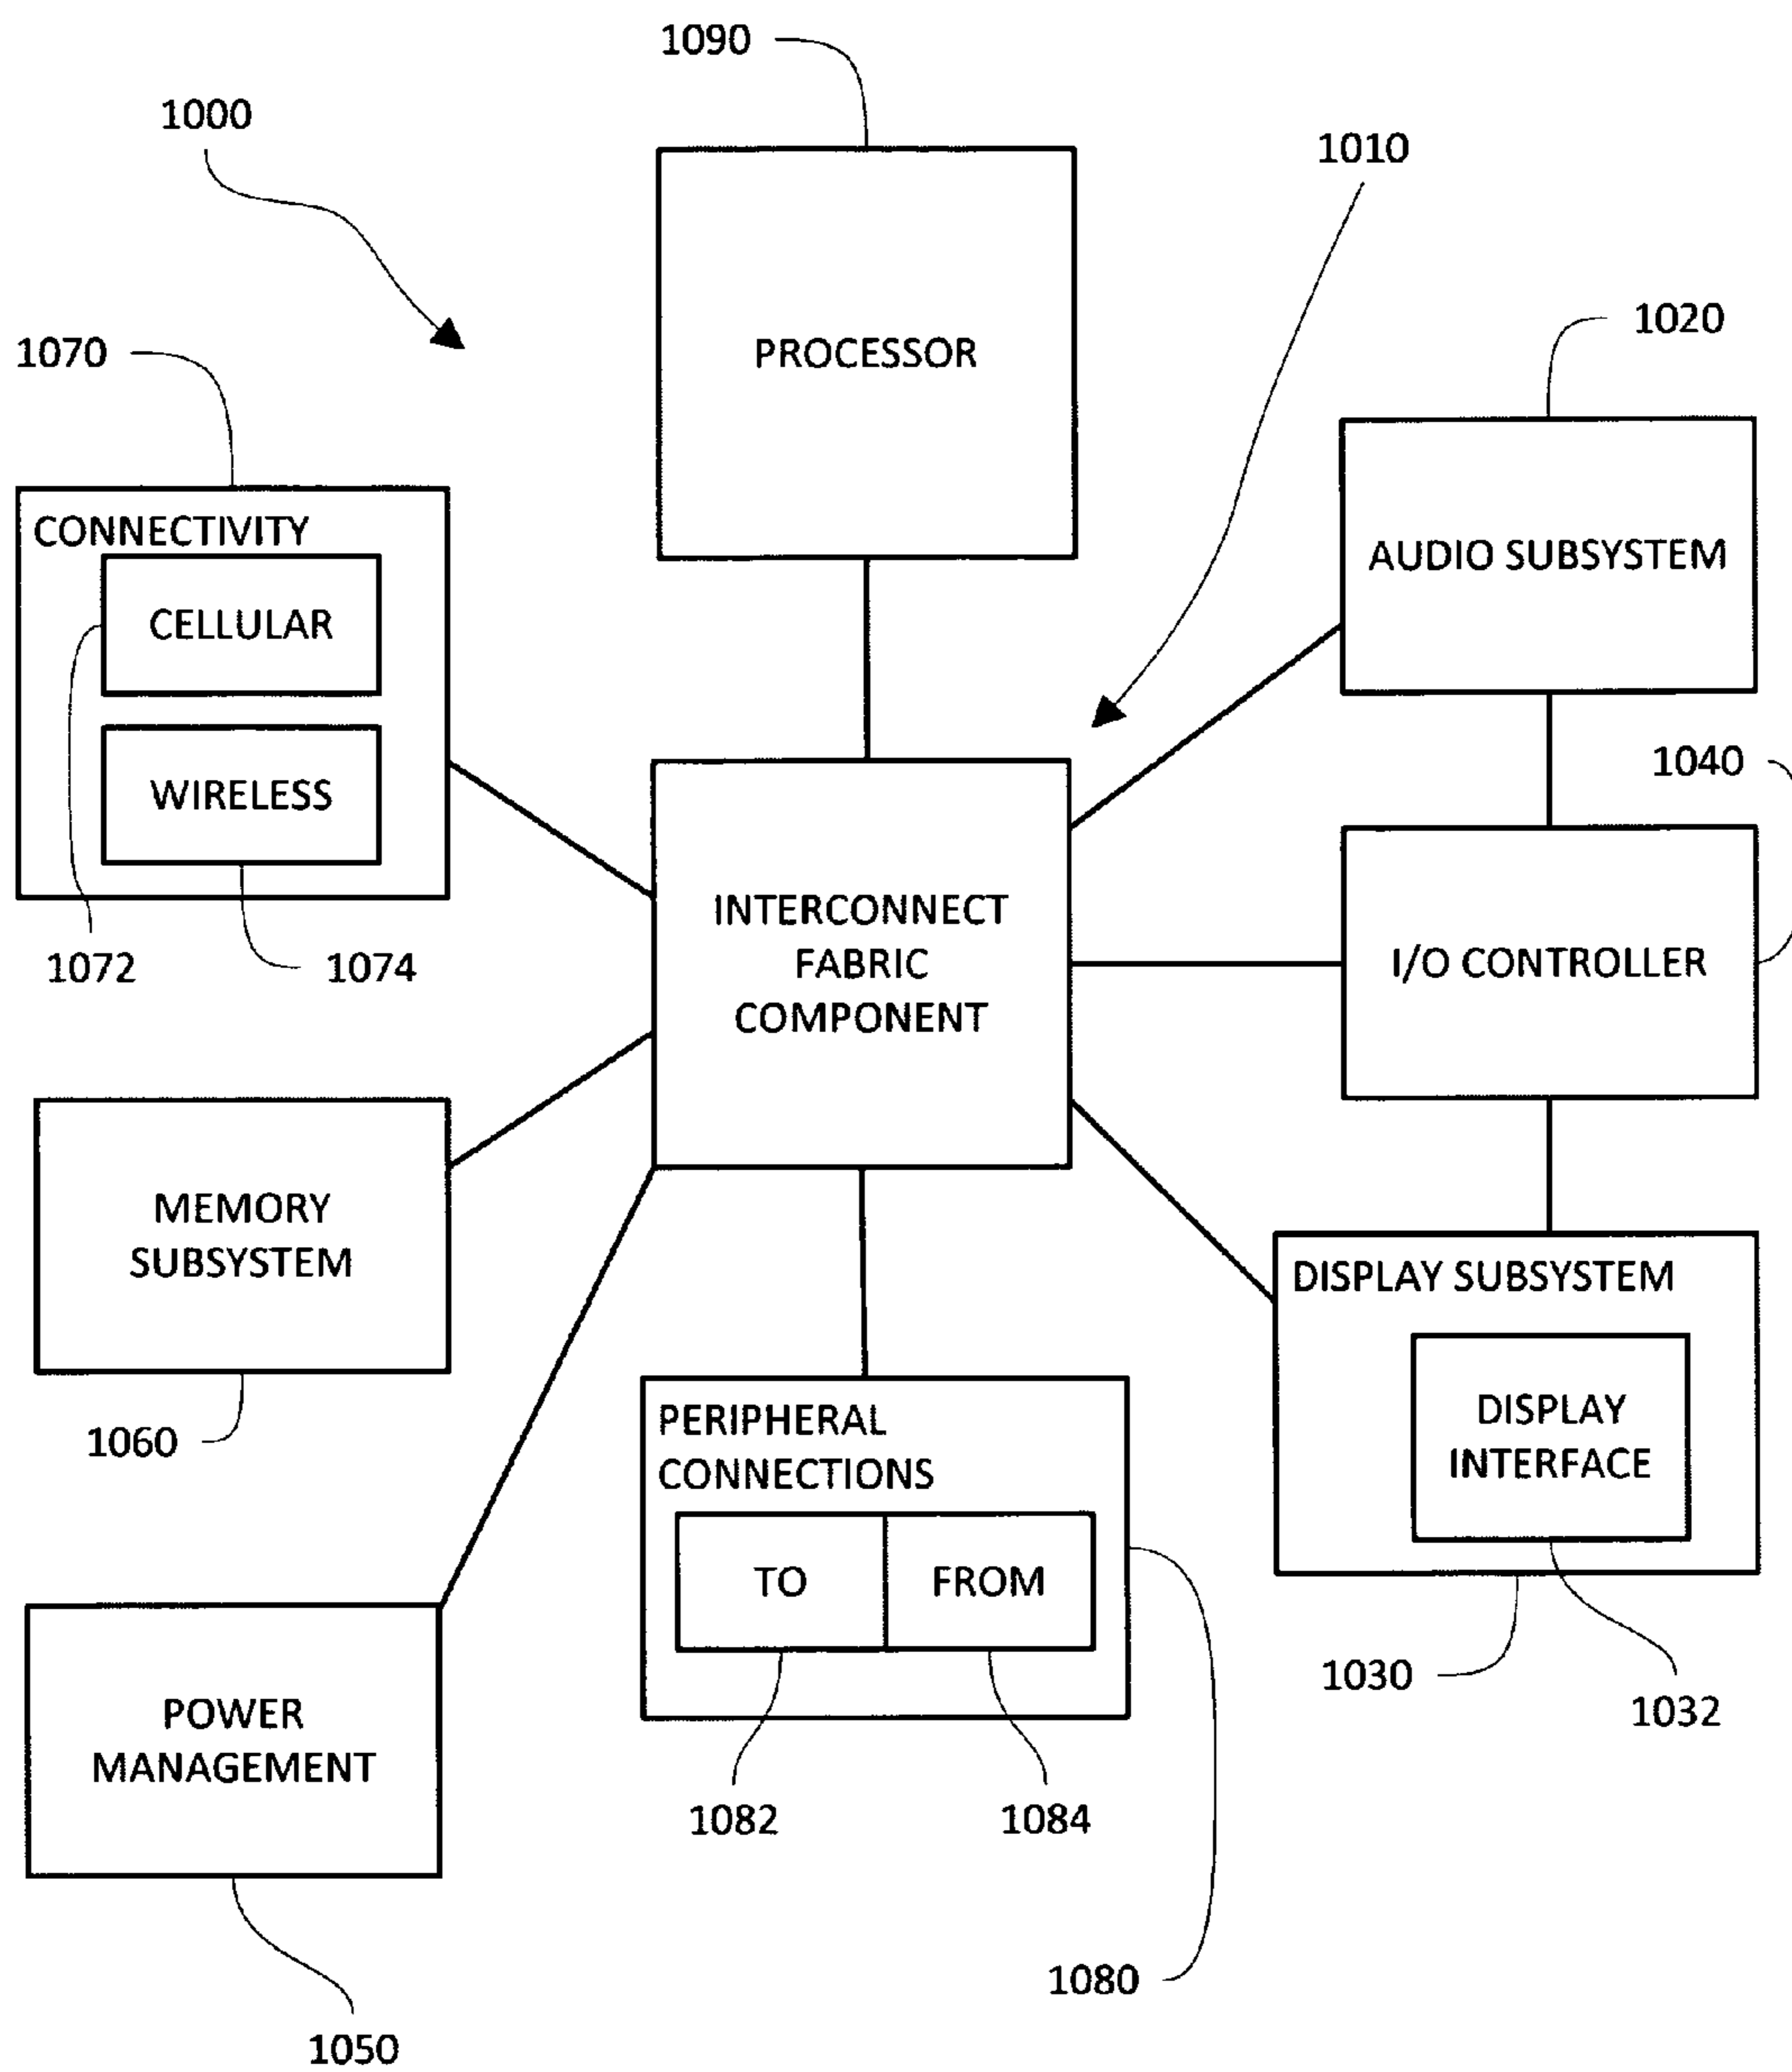 1090
1000
1010
PROCESSOR
1020
1070
CONNECTIVITY
CELLULAR
WIRELESS
1072
1074
AUDIO SUBSYSTEM
1040
INTERCONNECT
FABRIC
COMPONENT
I/O CONTROLLER
MEMORY
SUBSYSTEM
1060
DISPLAY SUBSYSTEM
DISPLAY
INTERFACE
1030
1032
PERIPHERAL
CONNECTIONS
TO
FROM
1082
1084
1080
POWER
MANAGEMENT
1050